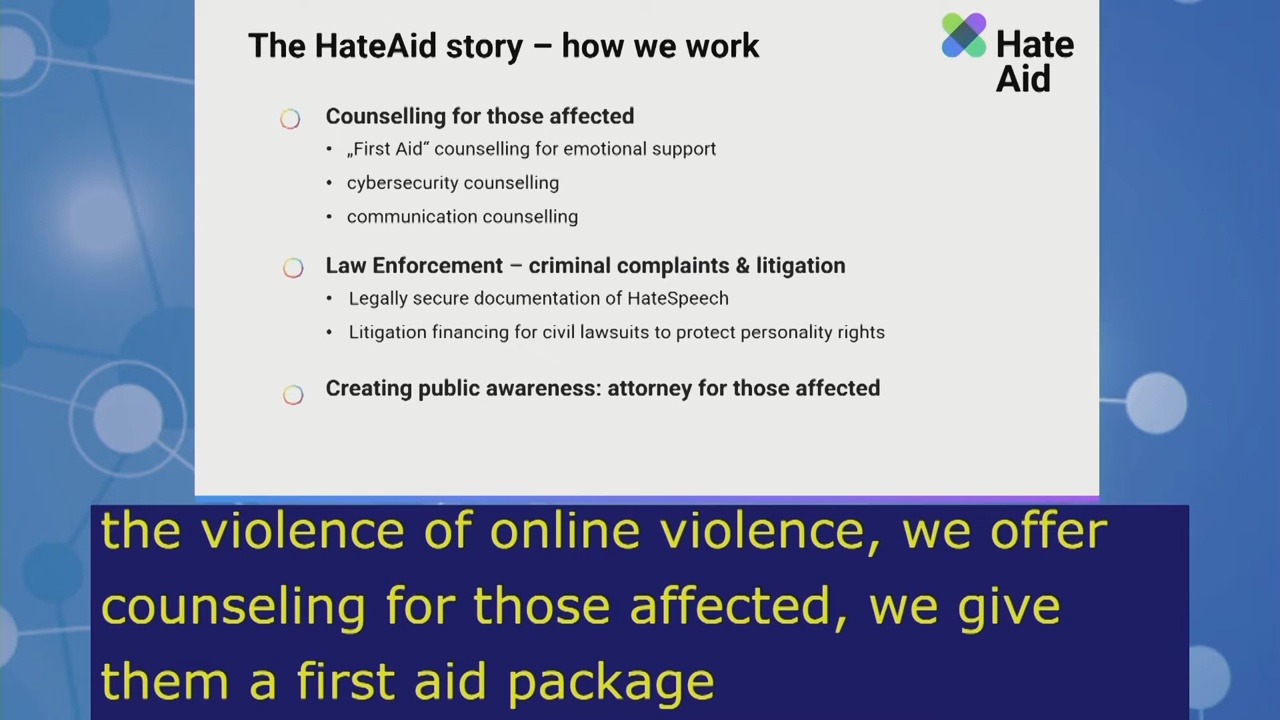 The HateAid story – how we work
Hate
Aid
Counselling for those affected
• „First Aid“ counselling for emotional support
• cybersecurity counselling
• communication counselling
Law Enforcement – criminal complaints & litigation
• Legally secure documentation of HateSpeech
• Litigation financing for civil lawsuits to protect personality rights
Creating public awareness: attorney for those affected
the violence of online violence, we offer
counseling for those affected, we give
them a first aid package